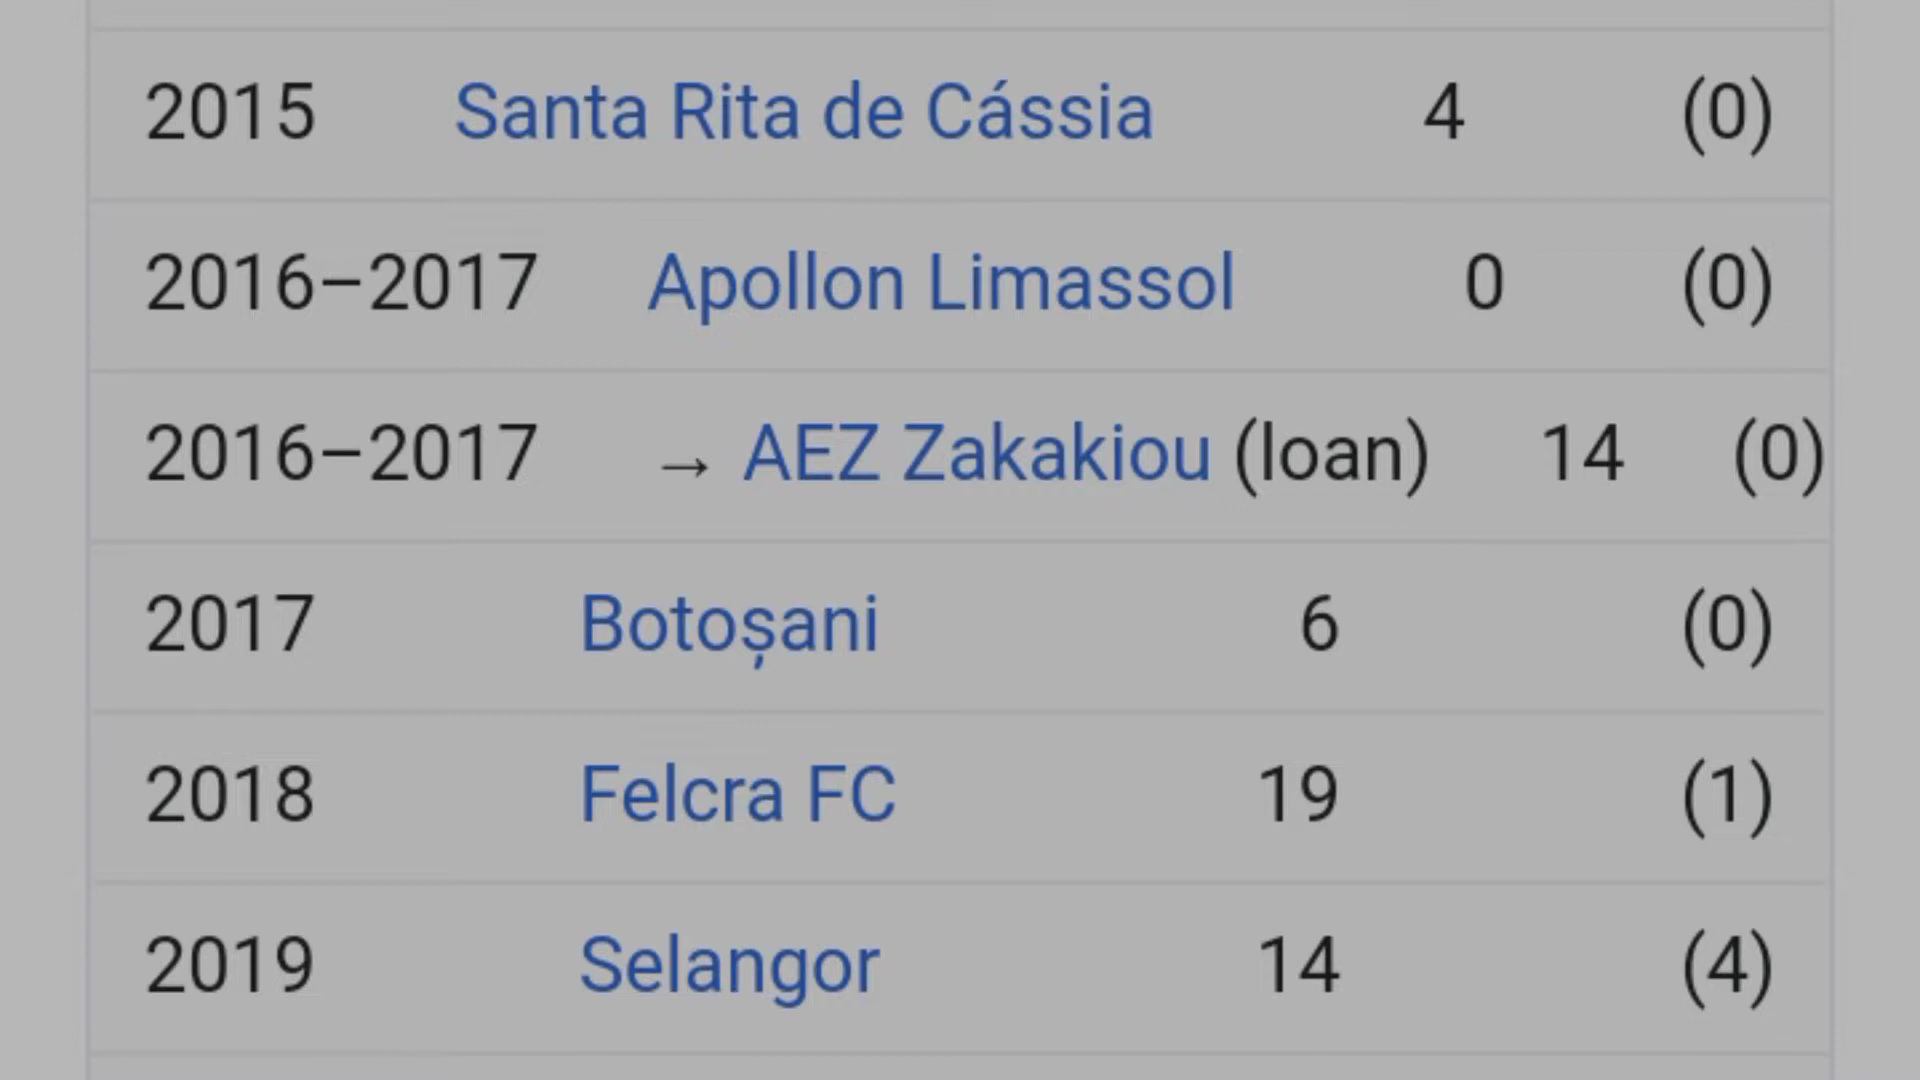 2015 Santa Rita de Cássia 4 (0)
2016–2017 Apollon Limassol 0 (0)
2016–2017 → AEZ Zakakiou (loan) 14 (0)
2017 Botoșani 6 (0)
2018 Felcra FC 19 (1)
2019 Selangor 14 (4)